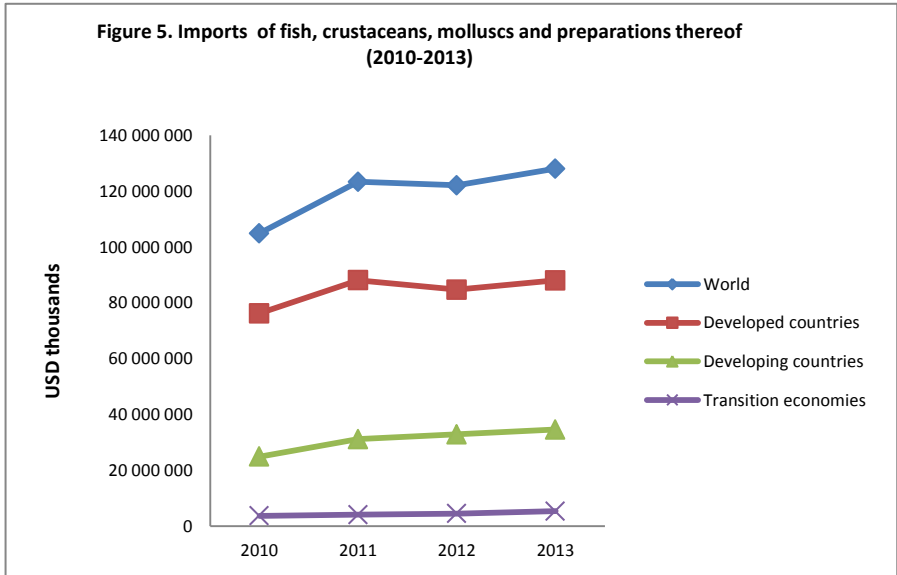 Figure 5. Imports of fish, crustaceans, molluscs and preparations thereof
(2010-2013)
USD thousands
140 000 000
120 000 000
100 000 000
80 000 000
60 000 000
40 000 000
20 000 000
0
2010 2011 2012 2013
World
Developed countries
Developing countries
Transition economies